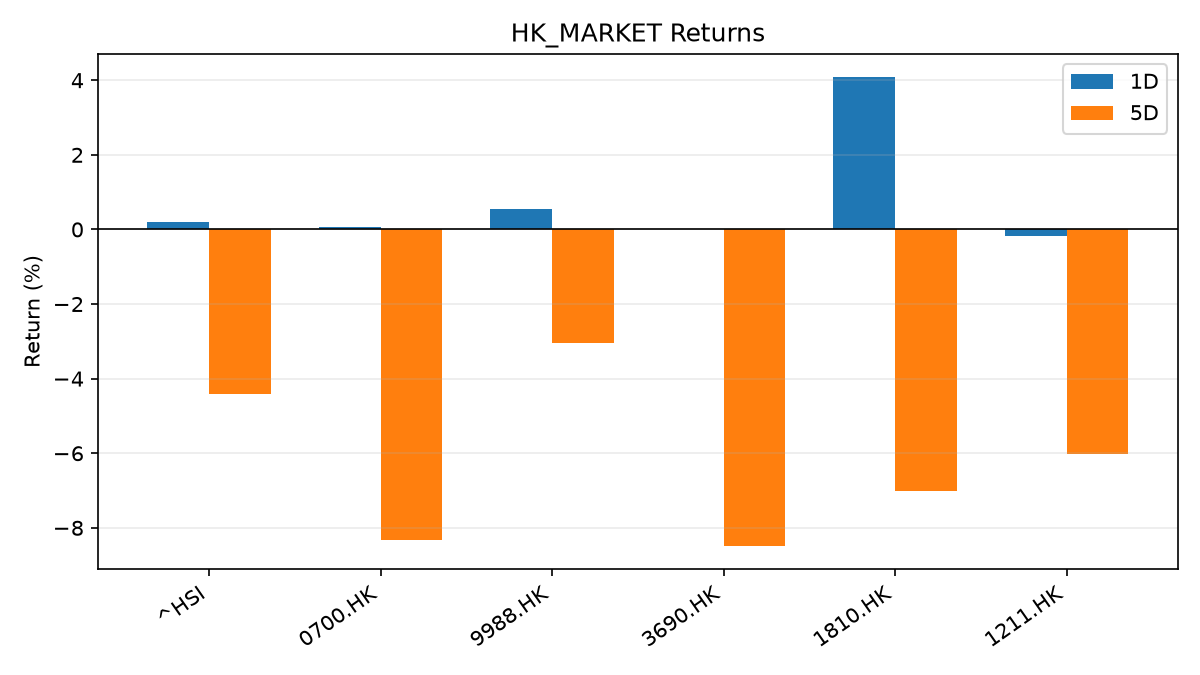 HK_MARKET Returns
1D
5D
Return (%)
4
2
0
−2
−4
−6
−8
^HSI
0700.HK
9988.HK
3690.HK
1810.HK
1211.HK